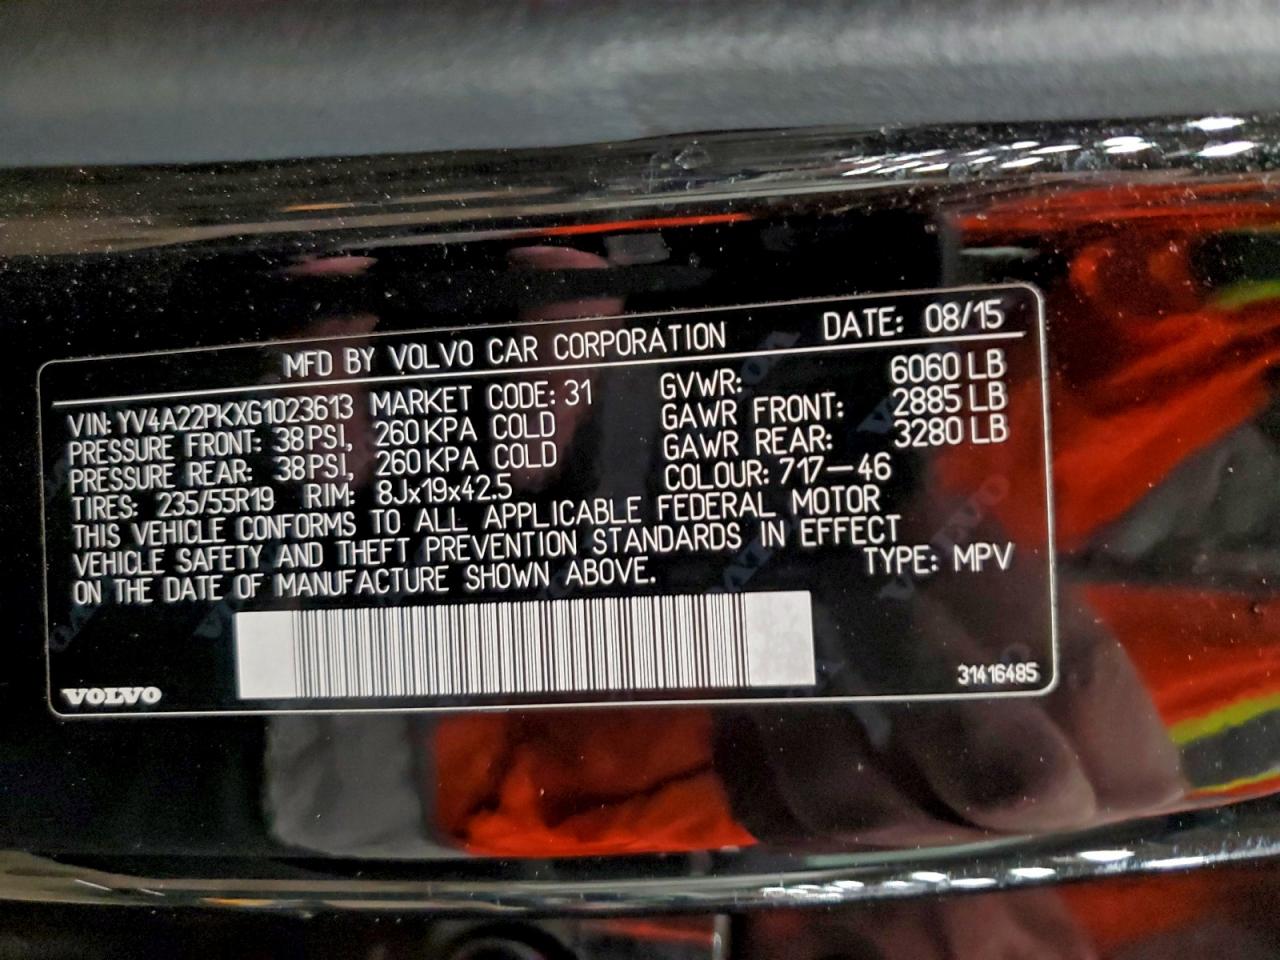 MFD BY VOLVO CAR CORPORATION DATE: 08/15
VIN: YV4A22PKXG1023613 MARKET CODE: 31 GVWR: 6060 LB
PRESSURE FRONT: 38 PSI, 260 KPA COLD GAWR FRONT: 2885 LB
PRESSURE REAR: 38 PSI, 260 KPA COLD GAWR REAR: 3280 LB
TIRES: 235/55R19 RIM: 8Jx19x42.5 COLOUR: 717-46
THIS VEHICLE CONFORMS TO ALL APPLICABLE FEDERAL MOTOR
VEHICLE SAFETY AND THEFT PREVENTION STANDARDS IN EFFECT
ON THE DATE OF MANUFACTURE SHOWN ABOVE. TYPE: MPV
VOLVO 31416485